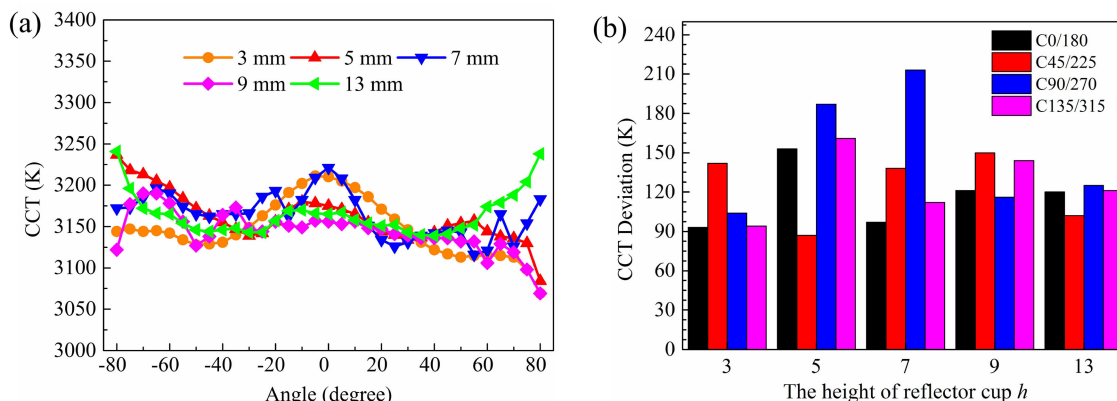 (a)
3400
3350
3300
3250
3200
3150
3100
3050
3000
CCT (K)
3 mm 5 mm 7 mm
9 mm 13 mm
-80 -60 -40 -20 0 20 40 60 80
Angle (degree)
(b)
240
210
180
150
120
90
60
30
0
CCT Deviation (K)
C0/180
C45/225
C90/270
C135/315
3 5 7 9 13
The height of reflector cup h